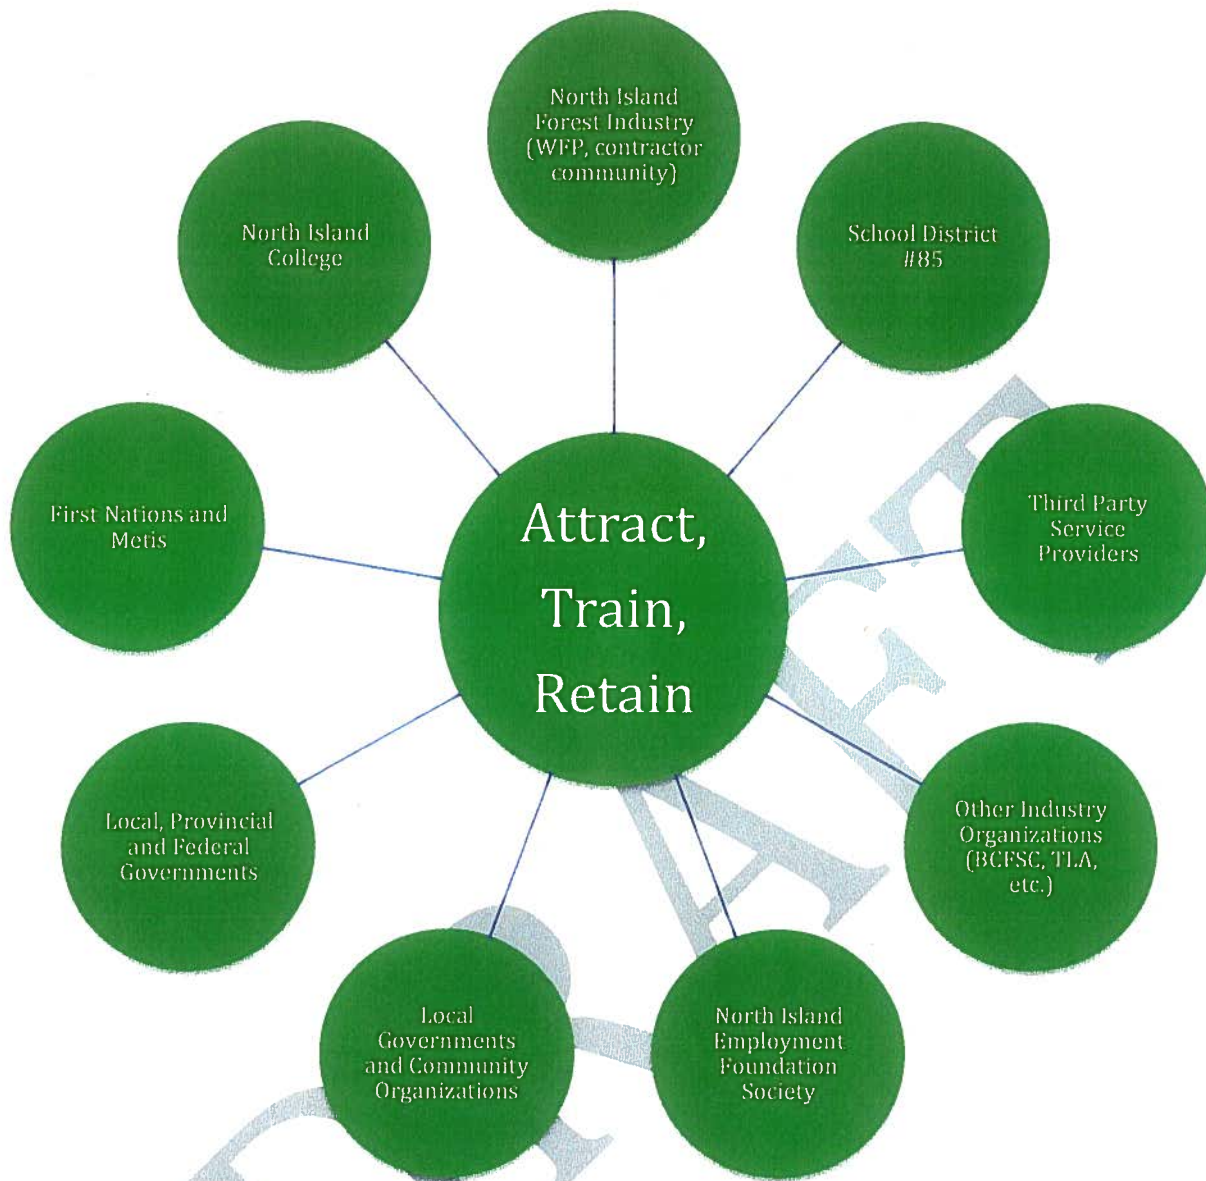 North Island
Forest Industry
(WFP, contractor
community)
School District
#85
Third Party
Service
Providers
Other Industry
Organizations
(BCFSC, TLA,
etc.)
North Island
Employment
Foundation
Society
Local
Governments
and Community
Organizations
Local, Provincial
and Federal
Governments
First Nations and
Metis
North Island
College
Attract,
Train,
Retain
DRAFT